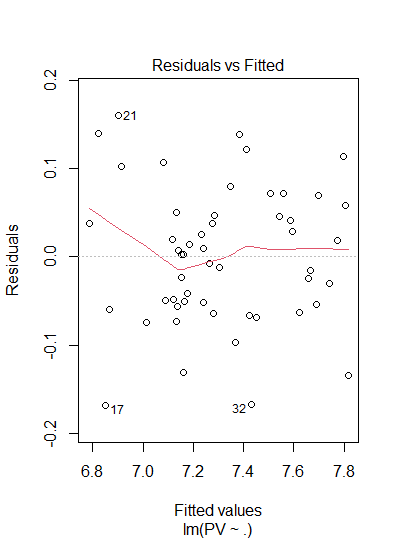 Residuals vs Fitted
Residuals
0.2
0.1
0.0
-0.1
-0.2
21
17
32
6.8 7.0 7.2 7.4 7.6 7.8
Fitted values
lm(PV ~ .)